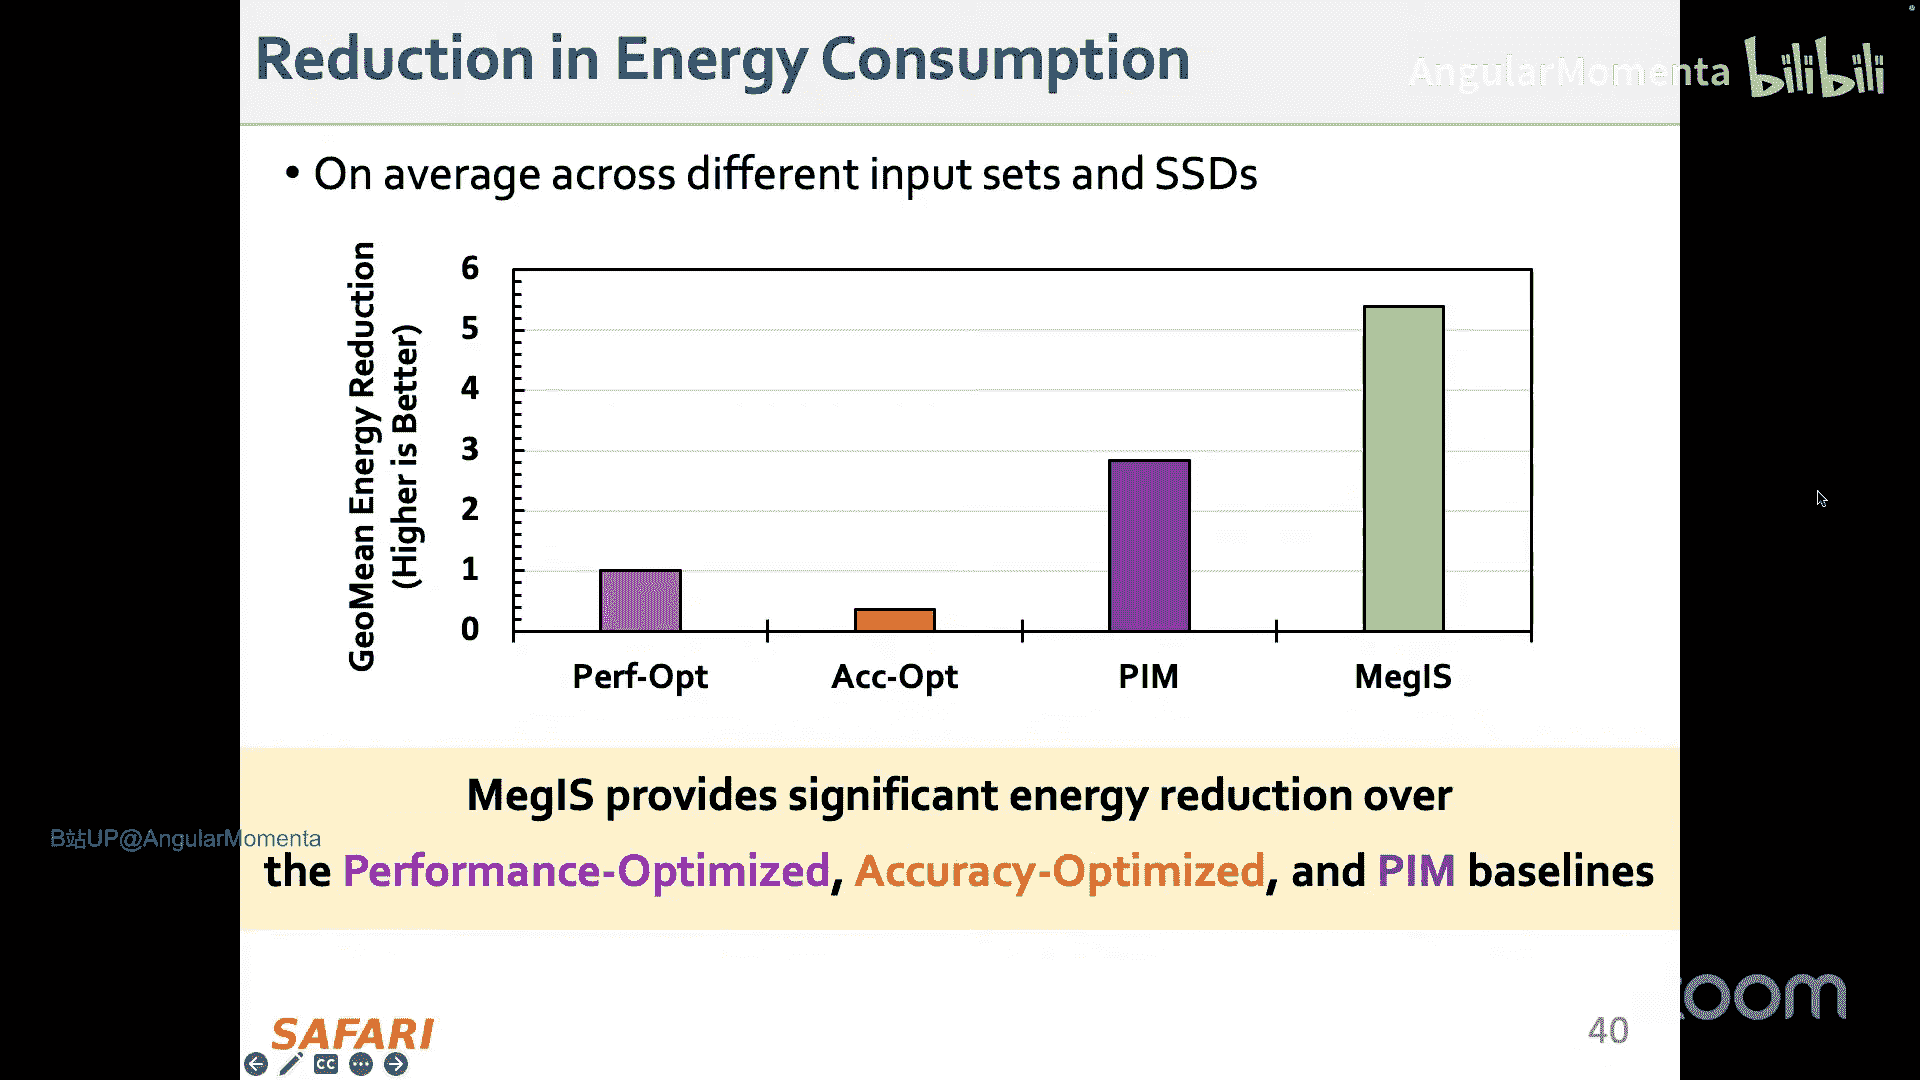 Reduction in Energy Consumption
AngularMomenta bilibili
• On average across different input sets and SSDs
GeoMean Energy Reduction
(Higher is Better)
6
5
4
3
2
1
0
Perf-Opt Acc-Opt PIM MegIS
MegIS provides significant energy reduction over
B站UP@AngularMomenta
the Performance-Optimized, Accuracy-Optimized, and PIM baselines
SAFARI
40
zoom
CC